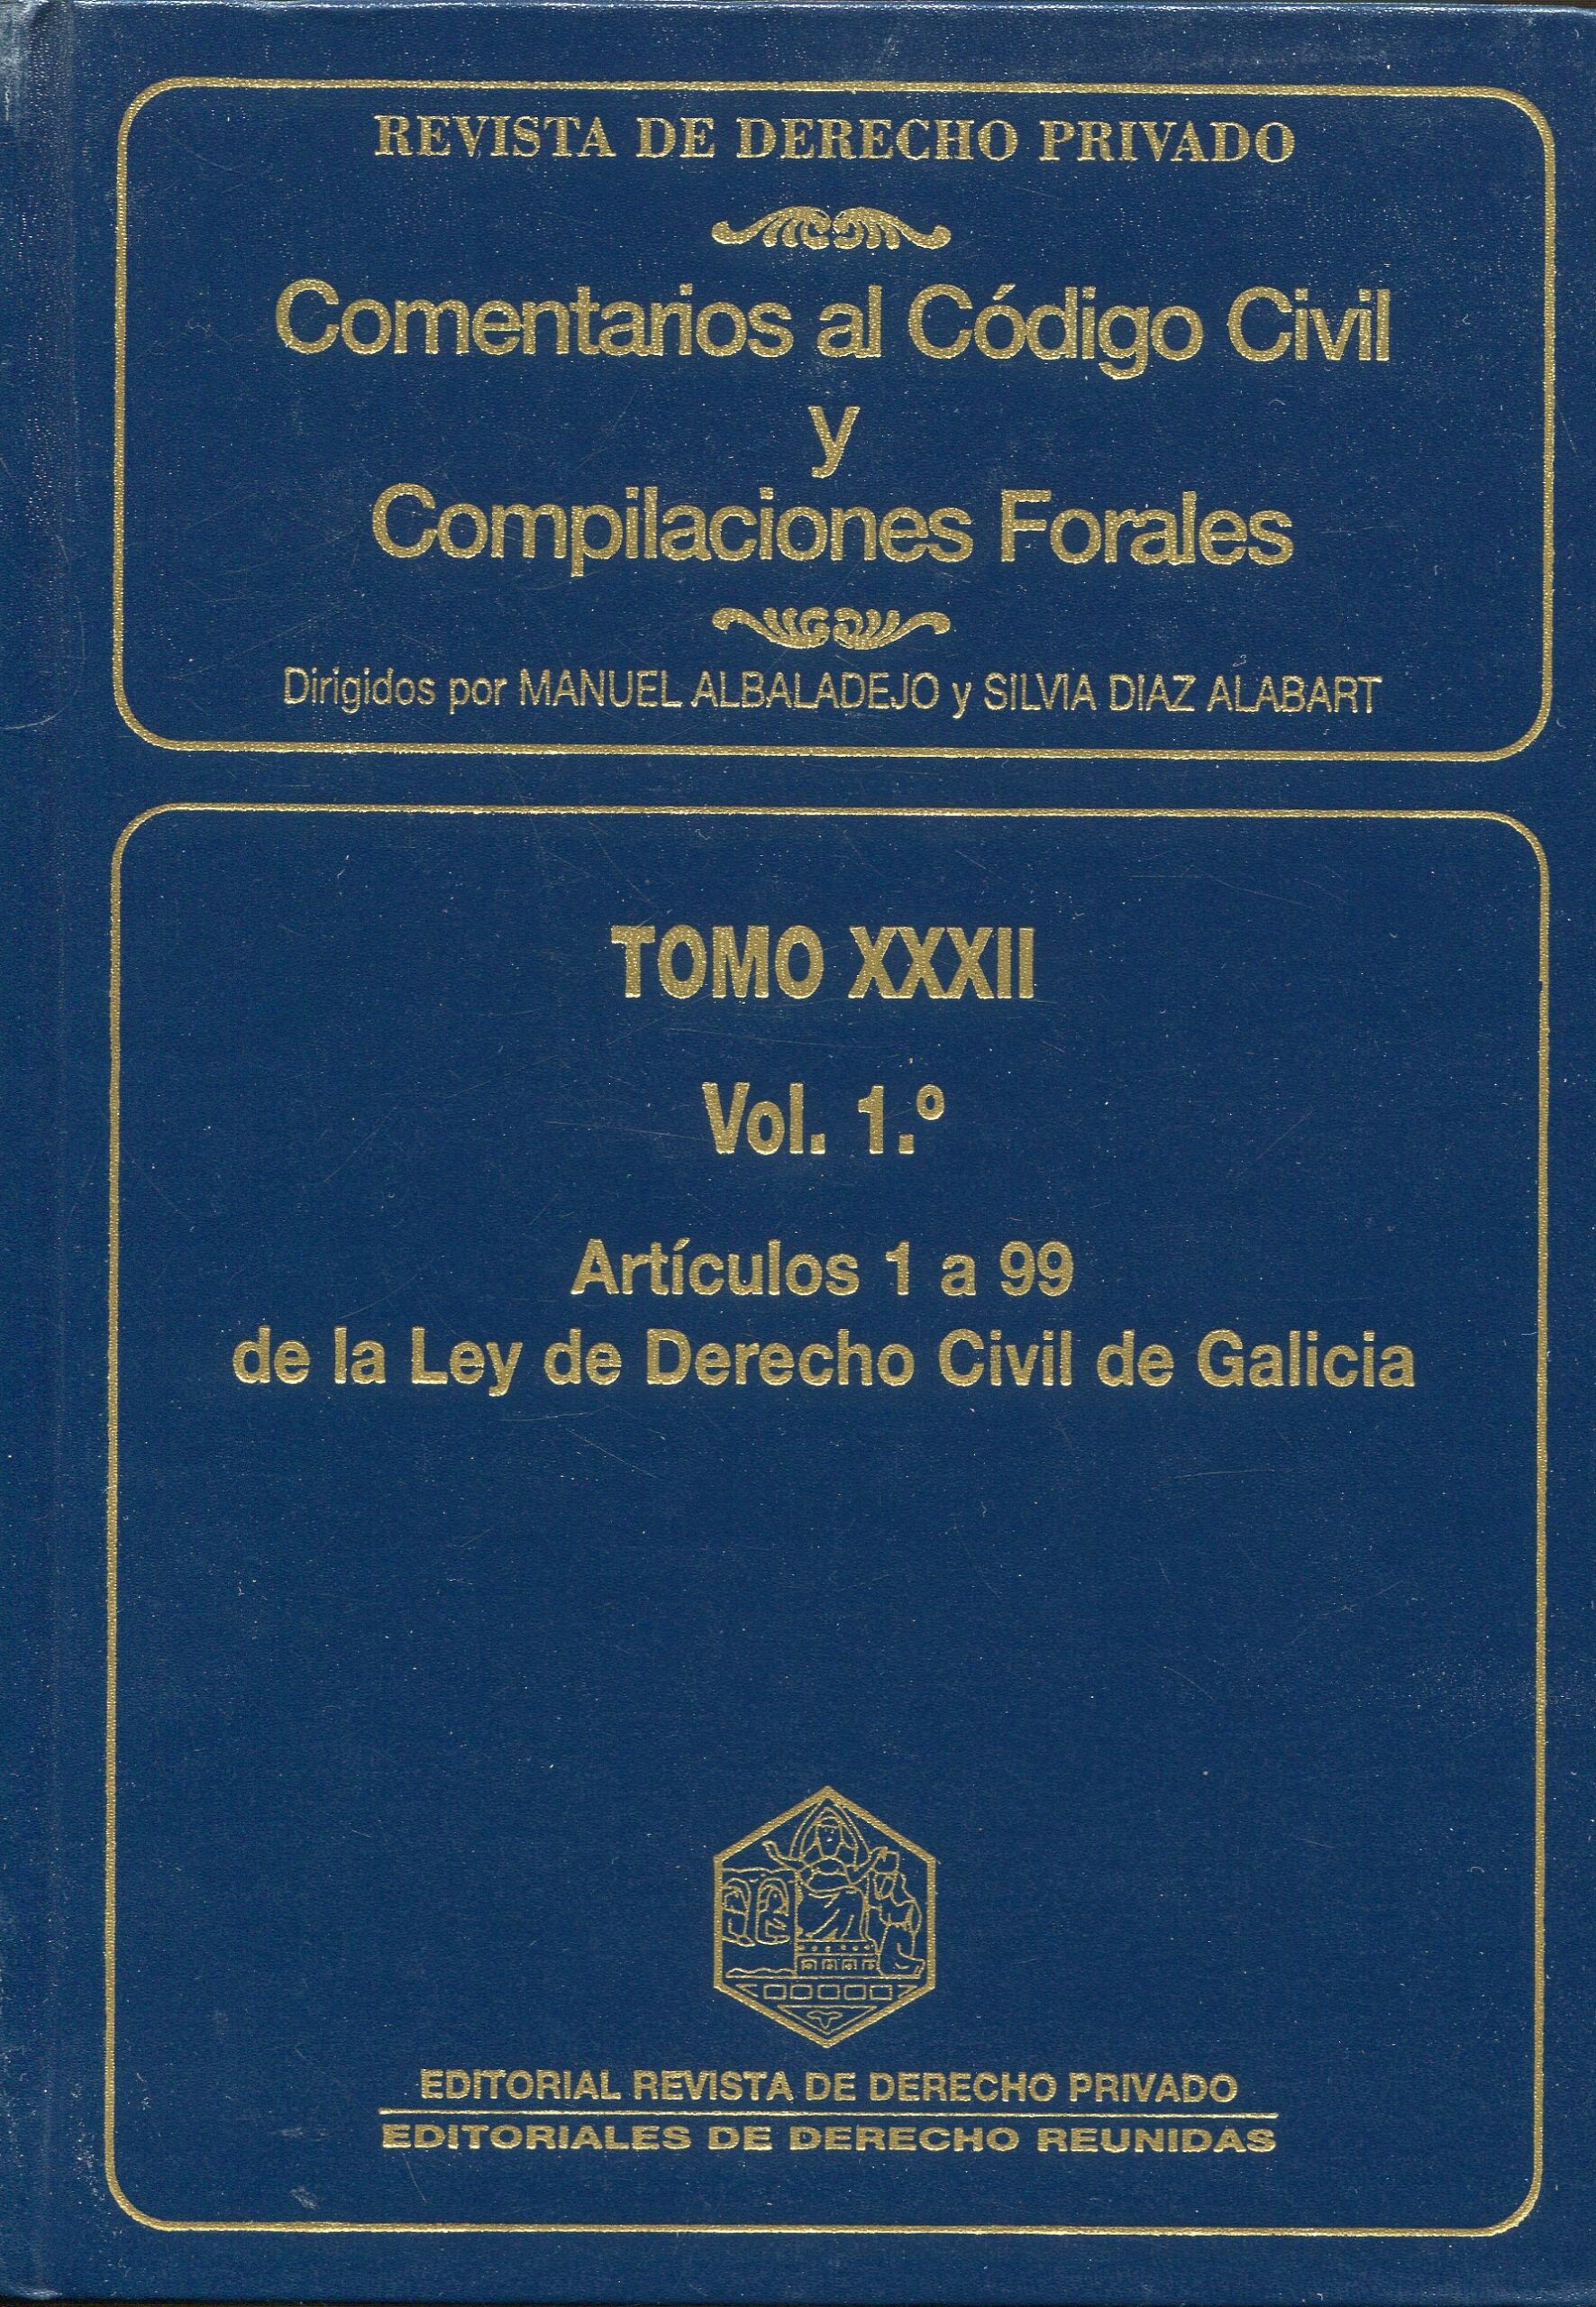 REVISTA DE DERECHO PRIVADO
Comentarios al Código Civil
y
Compilaciones Forales
Dirigidos por MANUEL ALBALADEJO y SILVIA DIAZ ALABART
TOMO XXXII
Vol. 1.º
Artículos 1 a 99
de la Ley de Derecho Civil de Galicia
EDITORIAL REVISTA DE DERECHO PRIVADO
EDITORIALES DE DERECHO REUNIDAS